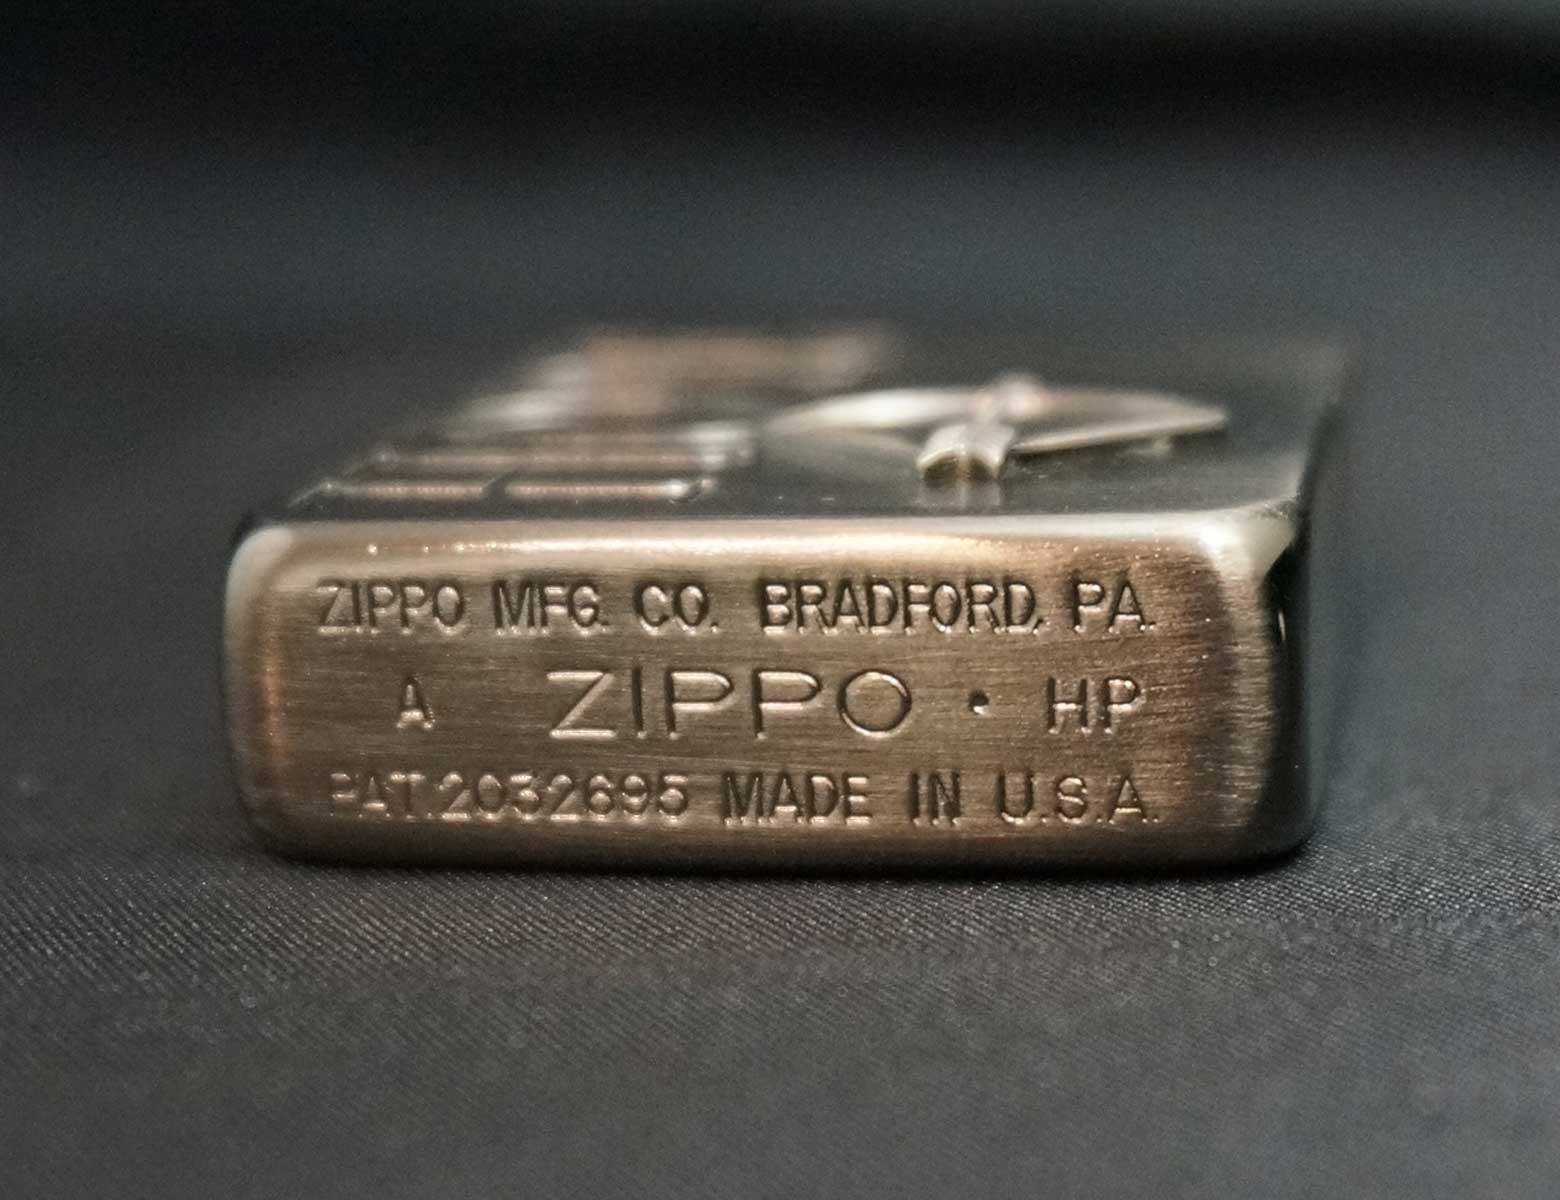 ZIPPO MFG. CO. BRADFORD, PA.
A ZIPPO · HP
PAT. 2032695 MADE IN U.S.A.